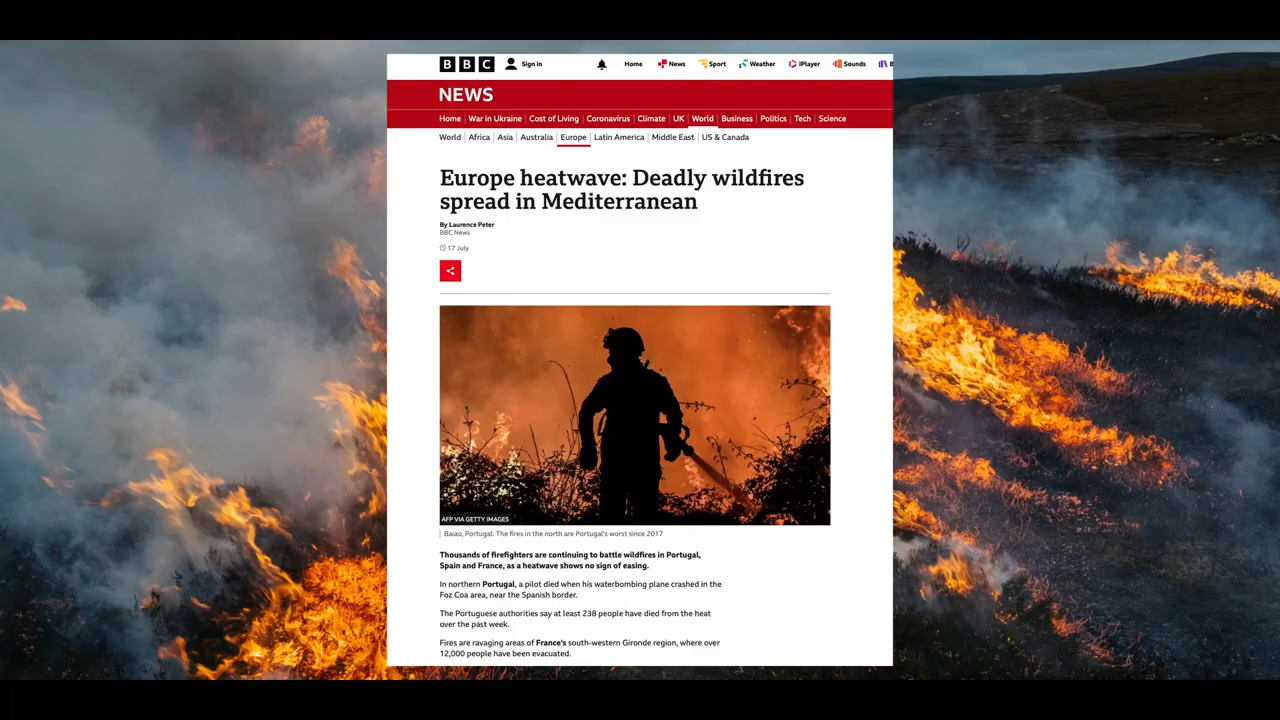 BBC Sign in Home News Sport Weather iPlayer Sounds B
NEWS
Home War in Ukraine Cost of Living Coronavirus Climate UK World Business Politics Tech Science
World Africa Asia Australia Europe Latin America Middle East US & Canada
Europe heatwave: Deadly wildfires
spread in Mediterranean
By Laurence Peter
BBC News
17 July
AFP VIA GETTY IMAGES
Baiao, Portugal: The fires in the north are Portugal's worst since 2017
Thousands of firefighters are continuing to battle wildfires in Portugal,
Spain and France, as a heatwave shows no sign of easing.
In northern Portugal, a pilot died when his waterbombing plane crashed in the
Foz Coa area, near the Spanish border.
The Portuguese authorities say at least 238 people have died from the heat
over the past week.
Fires are ravaging areas of France's south-western Gironde region, where over
12,000 people have been evacuated.